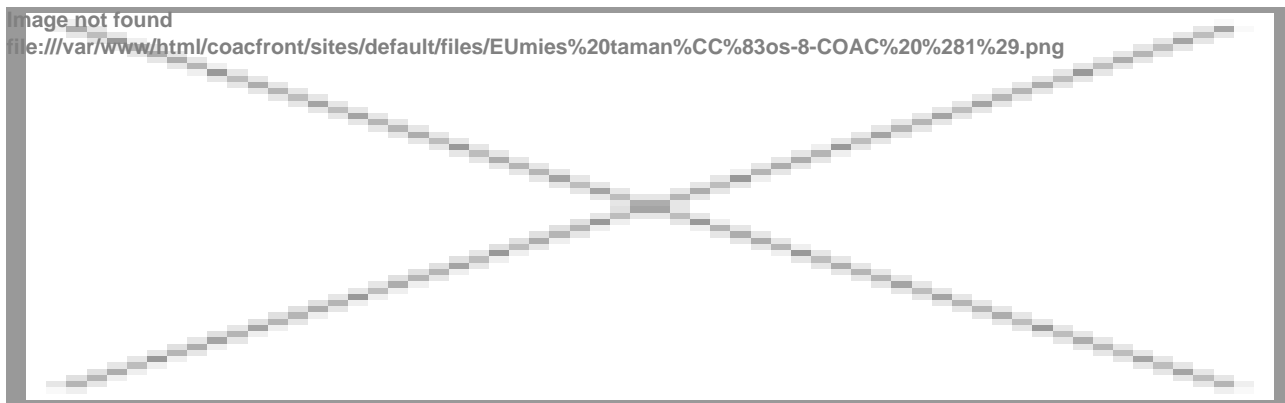 Image not found
file:///var/www/html/coacfront/sites/default/files/EUmies%20taman%CC%83os-8-COAC%20%281%29.png